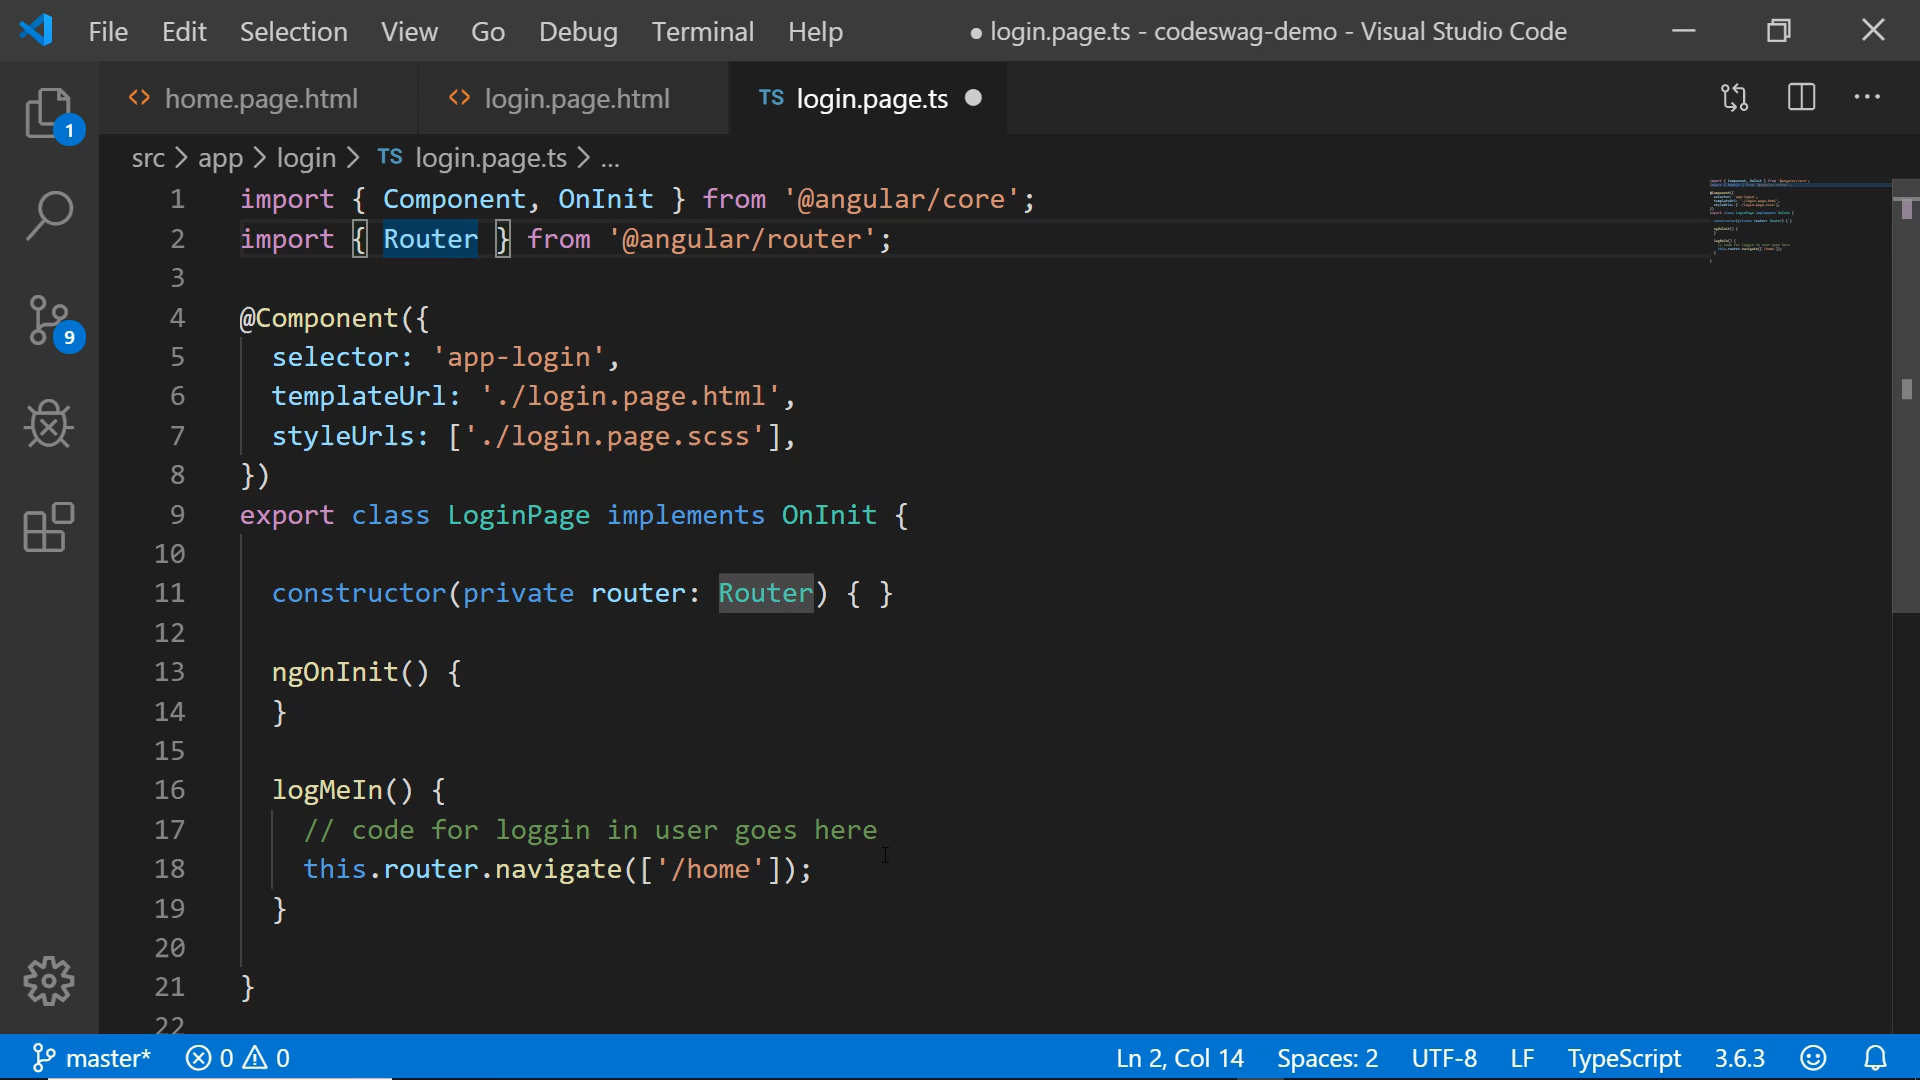 File Edit Selection View Go Debug Terminal Help ● login.page.ts - codeswag-demo - Visual Studio Code
<> home.page.html <> login.page.html TS login.page.ts ●
src > app > login > TS login.page.ts > ...
1
1 import { Component, OnInit } from '@angular/core';
2 import { Router } from '@angular/router';
3
4 @Component({
5 selector: 'app-login',
6 templateUrl: './login.page.html',
7 styleUrls: ['./login.page.scss'],
8 })
9
9 export class LoginPage implements OnInit {
10
11 constructor(private router: Router) { }
12
13 ngOnInit() {
14 }
15
16 logMeIn() {
17 // code for loggin in user goes here
18 this.router.navigate(['/home']);
19 }
20
21 }
22
master* 0 0 Ln 2, Col 14 Spaces: 2 UTF-8 LF TypeScript 3.6.3